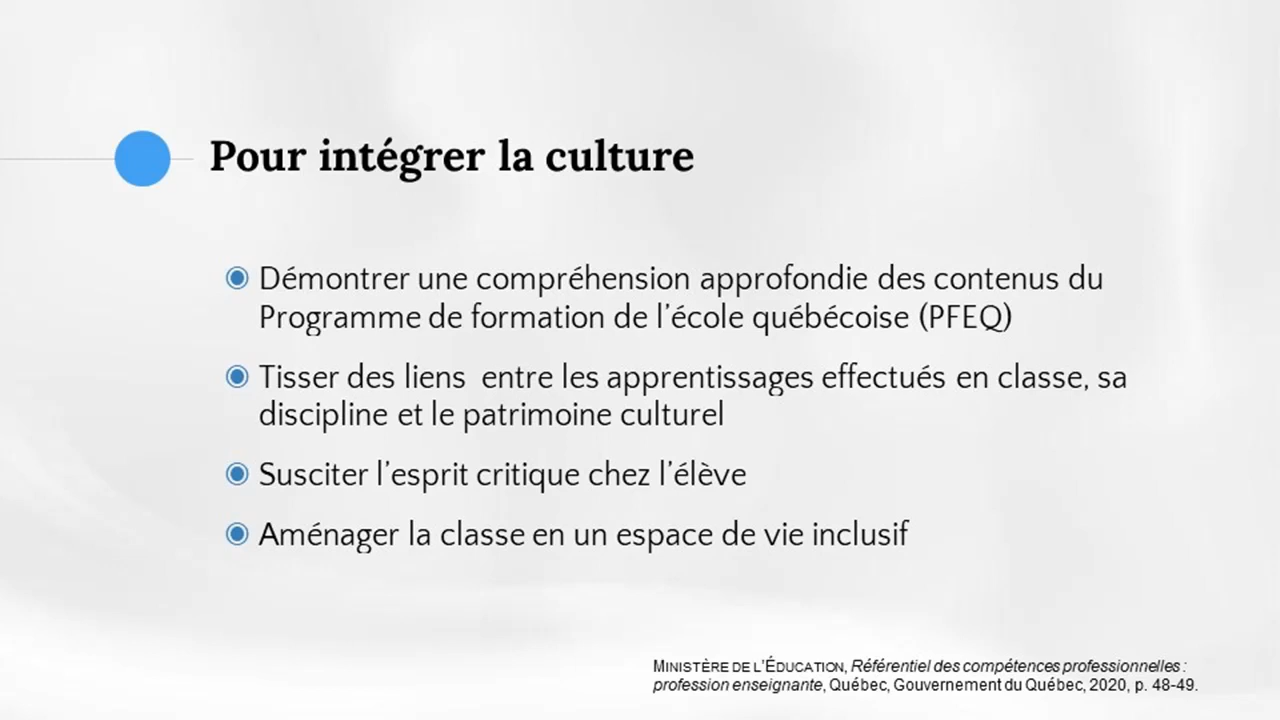 Pour intégrer la culture
Démontrer une compréhension approfondie des contenus du
Programme de formation de l'école québécoise (PFEQ)
Tisser des liens  entre les apprentissages effectués en classe, sa
discipline et le patrimoine culturel
Susciter l'esprit critique chez l'élève
Aménager la classe en un espace de vie inclusif
MINISTÈRE DE L'ÉDUCATION, Référentiel des compétences professionnelles :
profession enseignante, Québec, Gouvernement du Québec, 2020, p. 48-49.